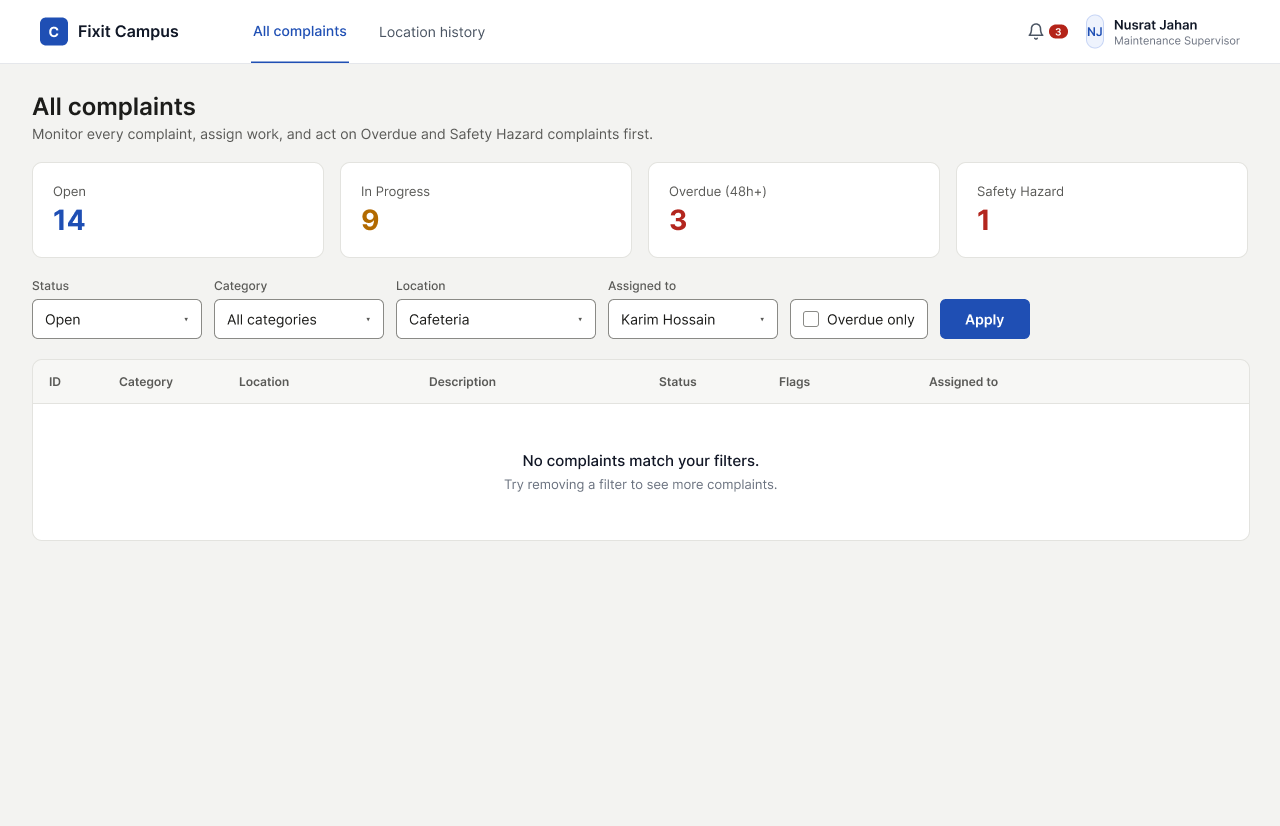 C Fixit Campus All complaints Location history 3 NJ Nusrat Jahan
Maintenance Supervisor
All complaints
Monitor every complaint, assign work, and act on Overdue and Safety Hazard complaints first.
Open In Progress Overdue (48h+) Safety Hazard
14 9 3 1
Status Category Location Assigned to
Open All categories Cafeteria Karim Hossain Overdue only Apply
ID Category Location Description Status Flags Assigned to
No complaints match your filters.
Try removing a filter to see more complaints.